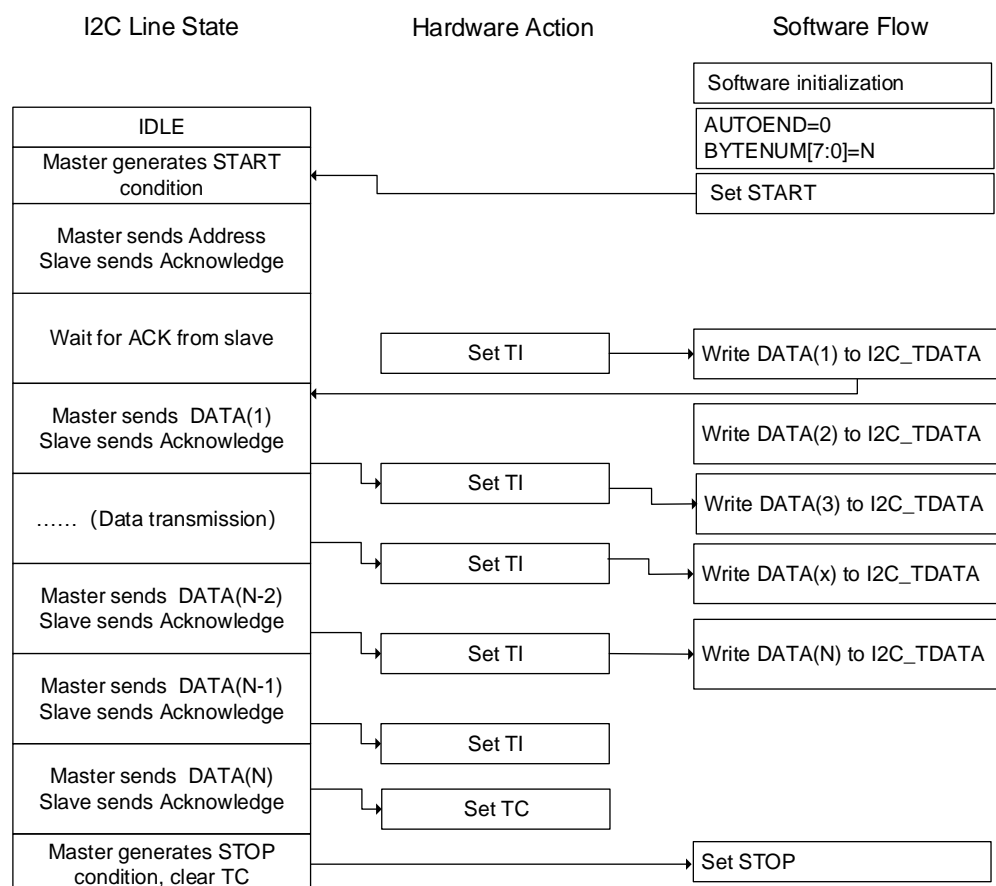 I2C Line State
Hardware Action
Software Flow
Software initialization
IDLE
AUTOEND=0
BYTENUM[7:0]=N
Master generates START
condition
Set START
Master sends Address
Slave sends Acknowledge
Wait for ACK from slave
Set TI
Write DATA(1) to I2C_TDATA
Master sends DATA(1)
Slave sends Acknowledge
Write DATA(2) to I2C_TDATA
Set TI
Write DATA(3) to I2C_TDATA
...... (Data transmission)
Set TI
Write DATA(x) to I2C_TDATA
Master sends DATA(N-2)
Slave sends Acknowledge
Set TI
Write DATA(N) to I2C_TDATA
Master sends DATA(N-1)
Slave sends Acknowledge
Set TI
Master sends DATA(N)
Slave sends Acknowledge
Set TC
Master generates STOP
condition, clear TC
Set STOP